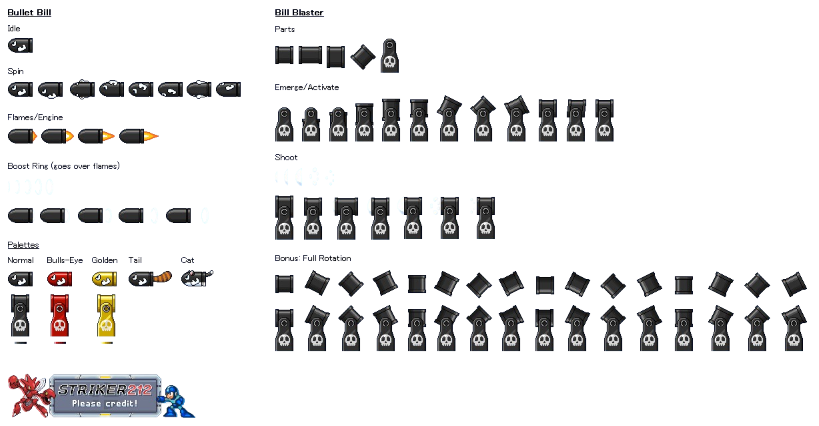 Bullet Bill
Idle
Spin
Flames/Engine
Boost Ring (goes over flames)
Palettes
Normal Bulls-Eye Golden Tail Cat
Bill Blaster
Parts
Emerge/Activate
Shoot
Bonus: Full Rotation
STRIKER212
Please credit!